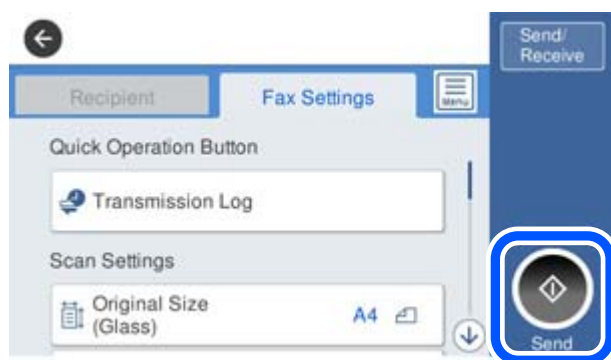 Send/
Receive
Recipient
Fax Settings
Menu
Quick Operation Button
Transmission Log
Scan Settings
Original Size
(Glass)
A4
Send